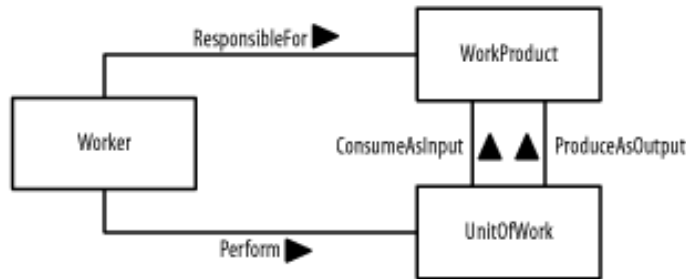 ResponsibleFor
WorkProduct
Worker
ConsumeAsInput
ProduceAsOutput
UnitOfWork
Perform